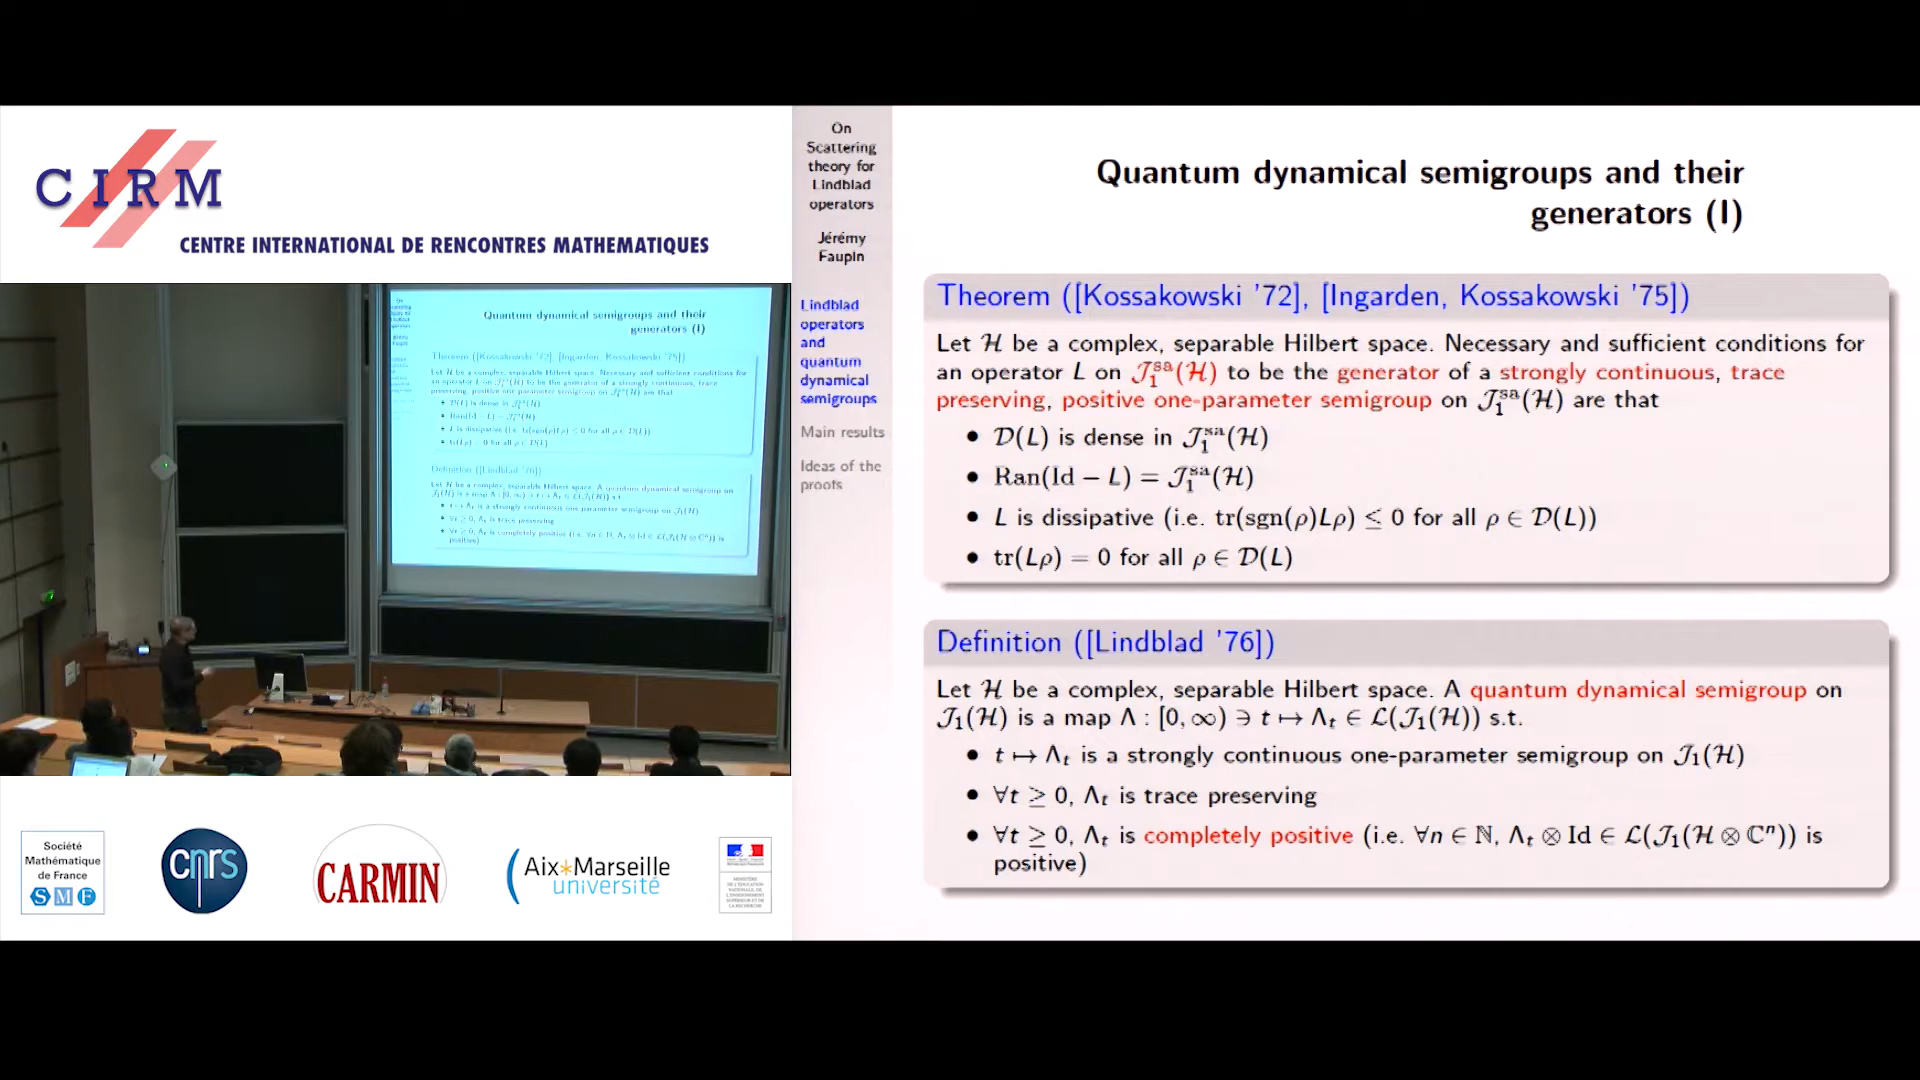 CIRM
CENTRE INTERNATIONAL DE RENCONTRES MATHEMATIQUES
Quantum dynamical semigroups and their
generators (I)
Société
Mathématique
de France
S M F
cnrs
CARMIN
Aix*Marseille
université
On
Scattering
theory for
Lindblad
operators
Jérémy
Faupin
Lindblad
operators
and
quantum
dynamical
semigroups
Main results
Ideas of the
proofs
Quantum dynamical semigroups and their
generators (I)
Theorem ([Kossakowski '72], [Ingarden, Kossakowski '75])
Let ℋ be a complex, separable Hilbert space. Necessary and sufficient conditions for
an operator L on 𝒥₁ˢᵃ(ℋ) to be the generator of a strongly continuous, trace
preserving, positive one-parameter semigroup on 𝒥₁ˢᵃ(ℋ) are that
• 𝒟(L) is dense in 𝒥₁ˢᵃ(ℋ)
• Ran(Id − L) = 𝒥₁ˢᵃ(ℋ)
• L is dissipative (i.e. tr(sgn(ρ)Lρ) ≤ 0 for all ρ ∈ 𝒟(L))
• tr(Lρ) = 0 for all ρ ∈ 𝒟(L)
Definition ([Lindblad '76])
Let ℋ be a complex, separable Hilbert space. A quantum dynamical semigroup on
𝒥₁(ℋ) is a map Λ : [0, ∞) ∋ t ↦ Λₜ ∈ ℒ(𝒥₁(ℋ)) s.t.
• t ↦ Λₜ is a strongly continuous one-parameter semigroup on 𝒥₁(ℋ)
• ∀t ≥ 0, Λₜ is trace preserving
• ∀t ≥ 0, Λₜ is completely positive (i.e. ∀n ∈ ℕ, Λₜ ⊗ Id ∈ ℒ(𝒥₁(ℋ ⊗ ℂⁿ)) is
positive)